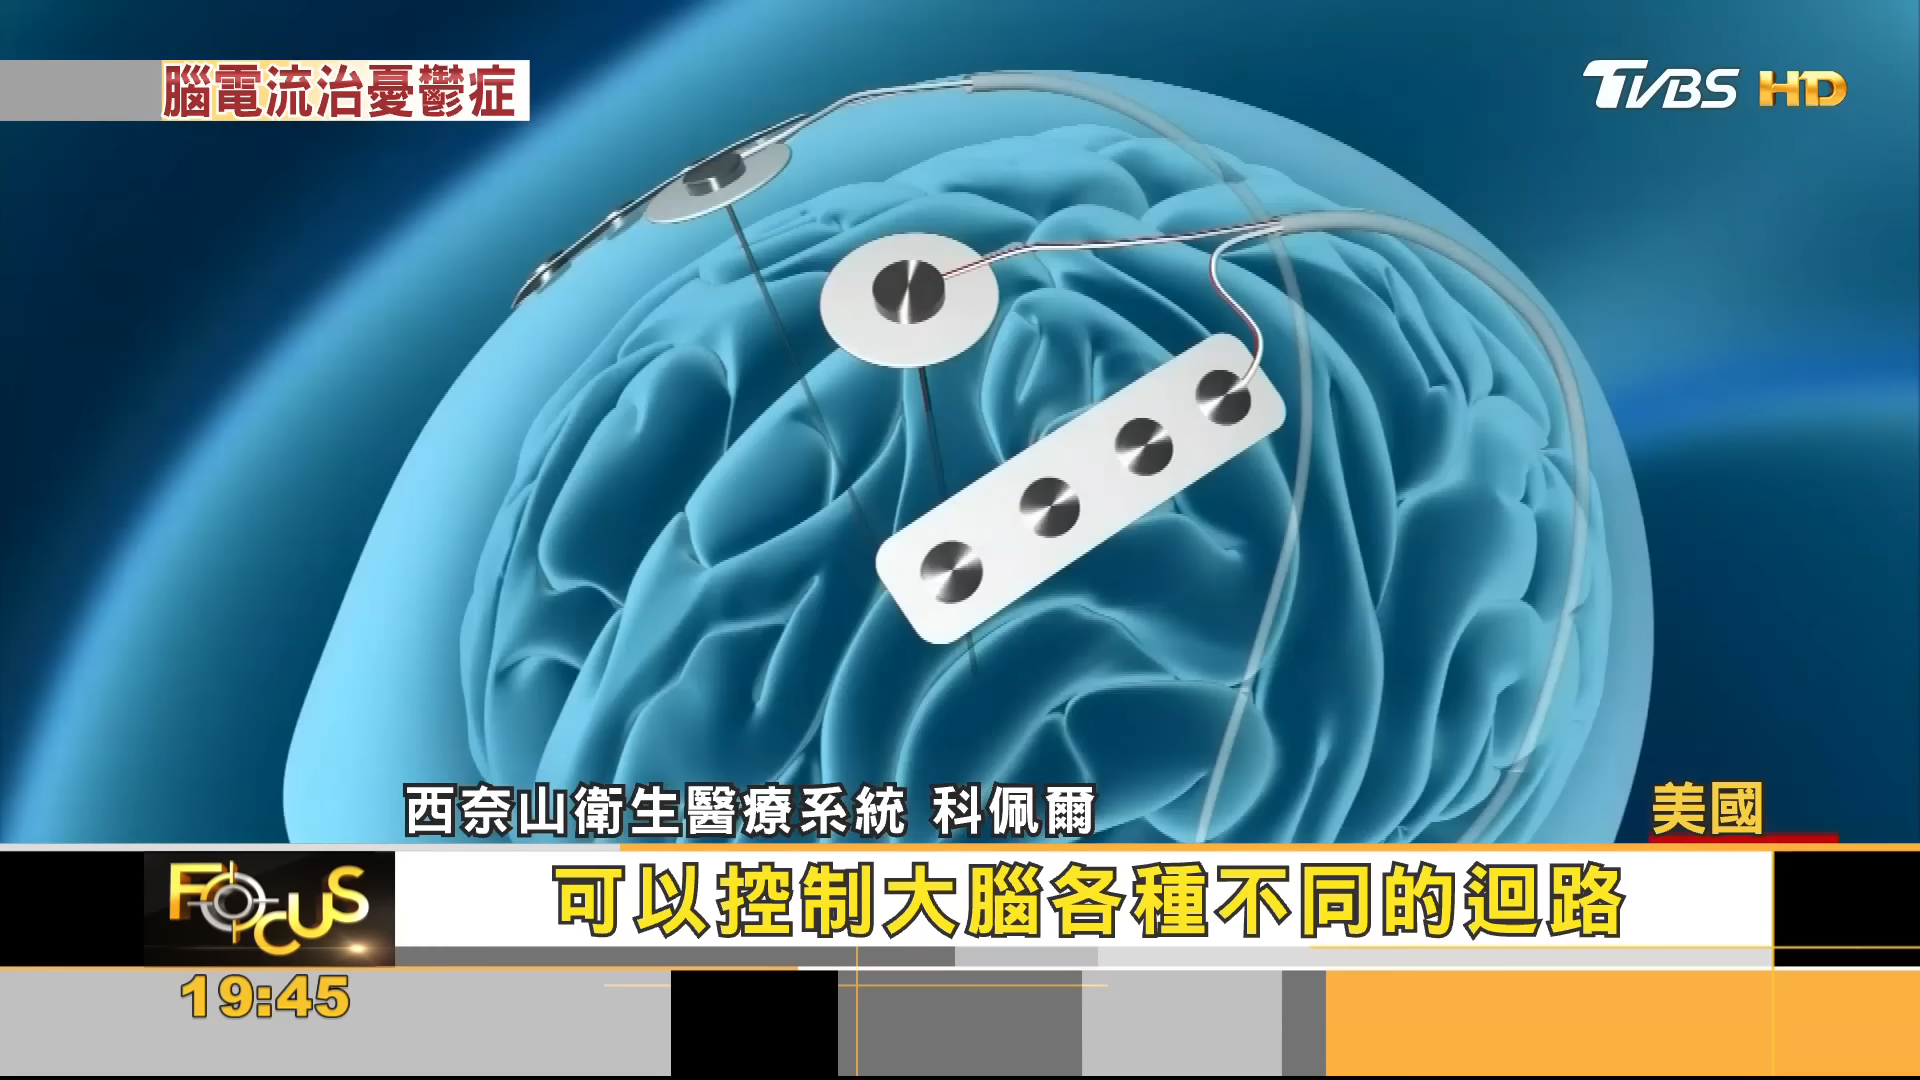 腦電流治憂鬱症
TVBS HD
西奈山衛生醫療系統 科佩爾
美國
FOCUS
可以控制大腦各種不同的迴路
19:45